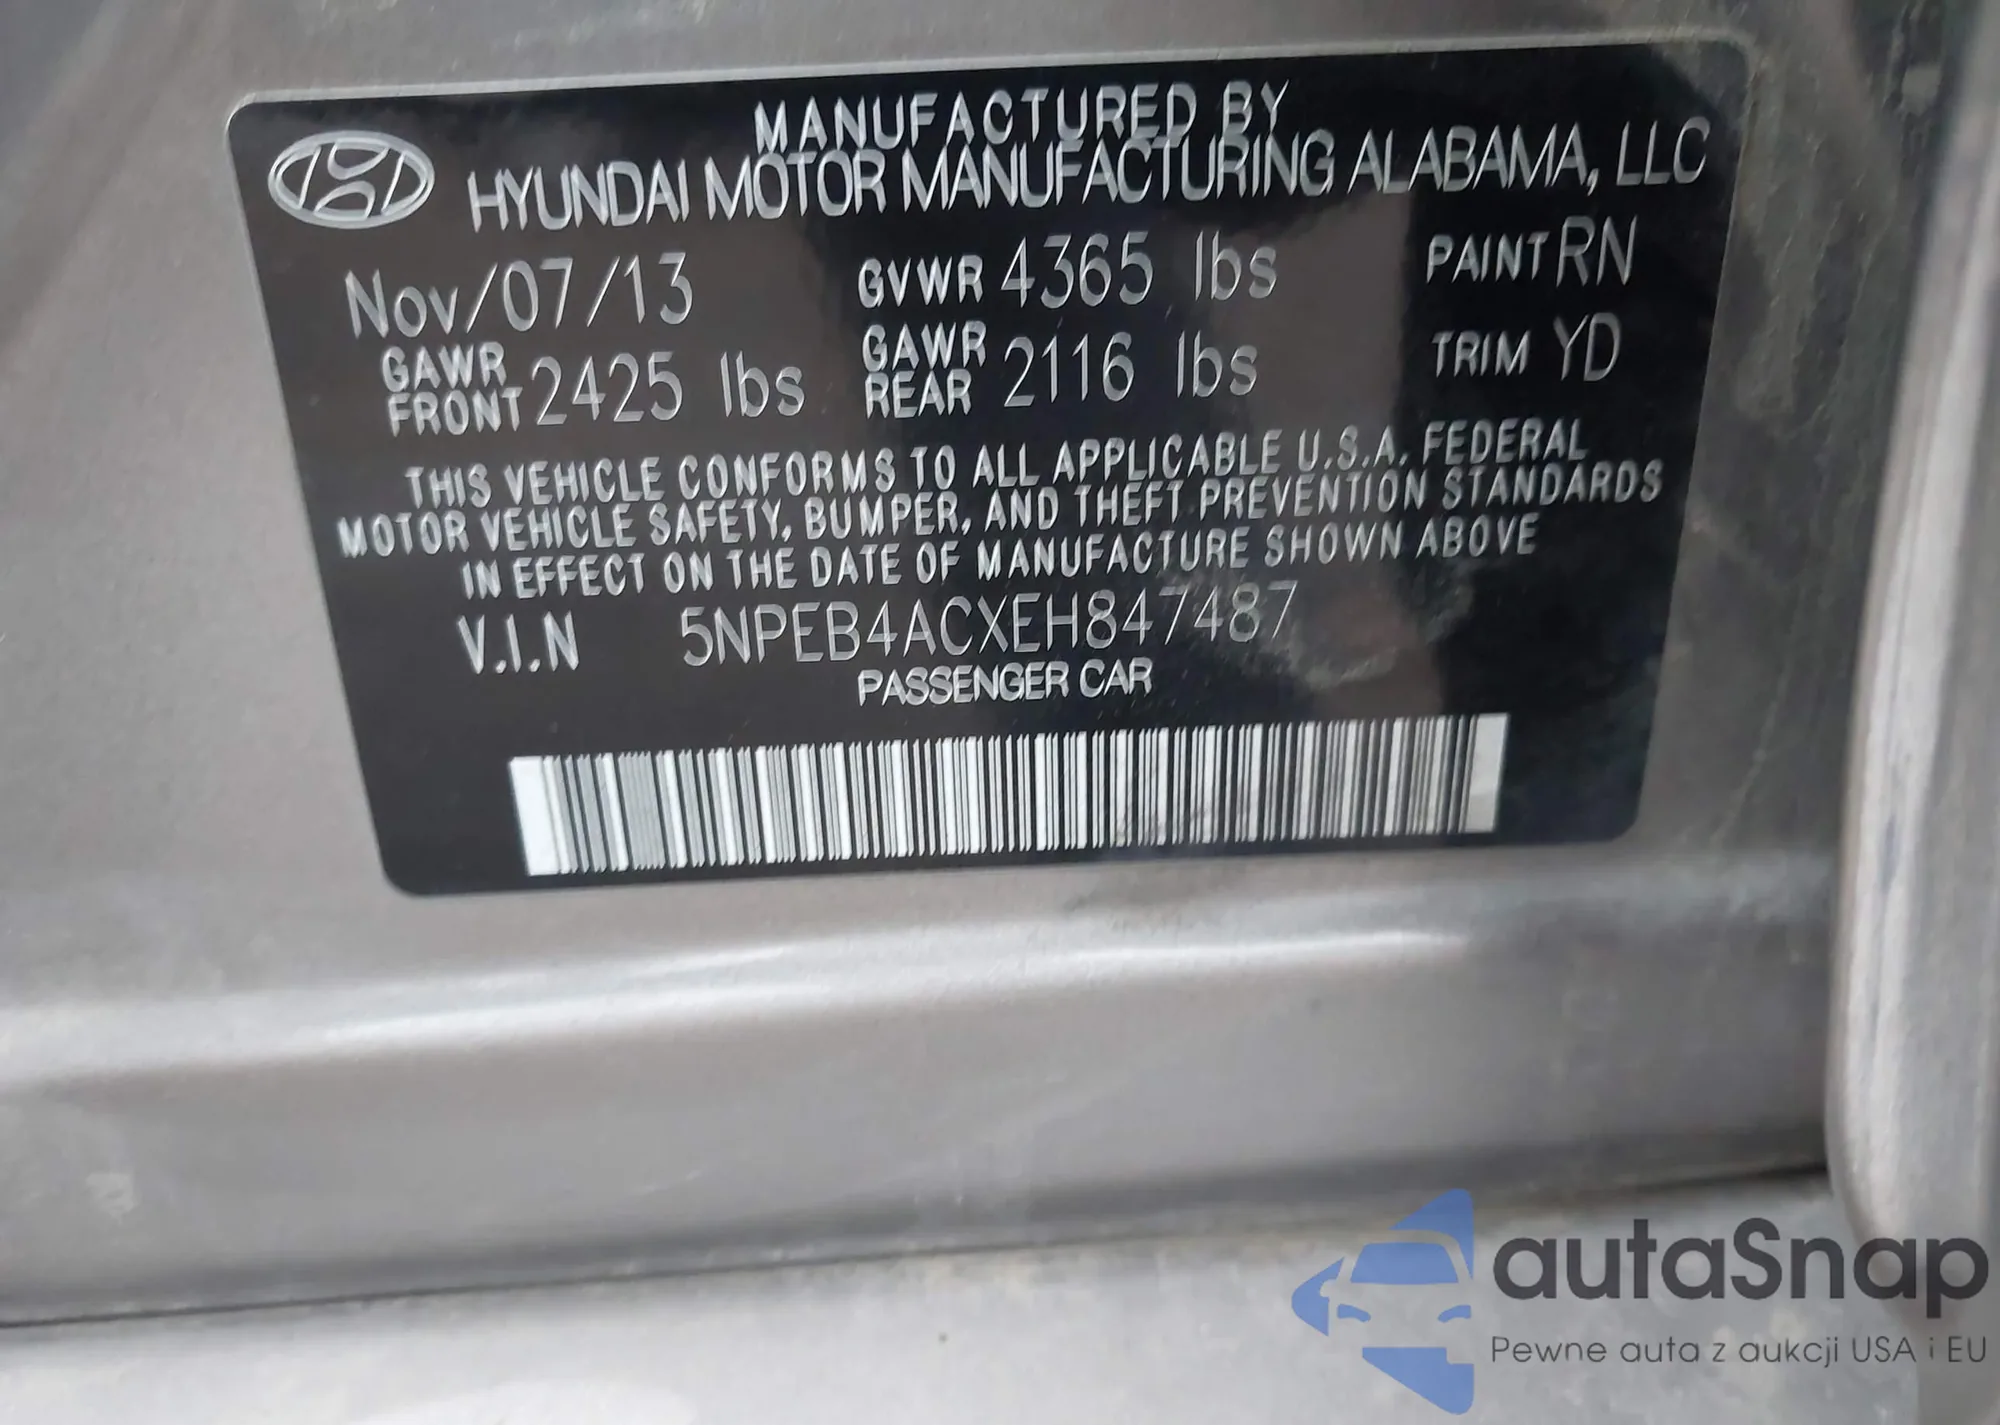 MANUFACTURED BY
HYUNDAI MOTOR MANUFACTURING ALABAMA, LLC
Nov/07/13 GVWR 4365 lbs PAINT RN
GAWR FRONT 2425 lbs GAWR REAR 2116 lbs TRIM YD
THIS VEHICLE CONFORMS TO ALL APPLICABLE U.S.A. FEDERAL
MOTOR VEHICLE SAFETY, BUMPER, AND THEFT PREVENTION STANDARDS
IN EFFECT ON THE DATE OF MANUFACTURE SHOWN ABOVE
V.I.N 5NPEB4ACXEH847487
PASSENGER CAR
autaSnap
Pewne auta z aukcji USA i EU